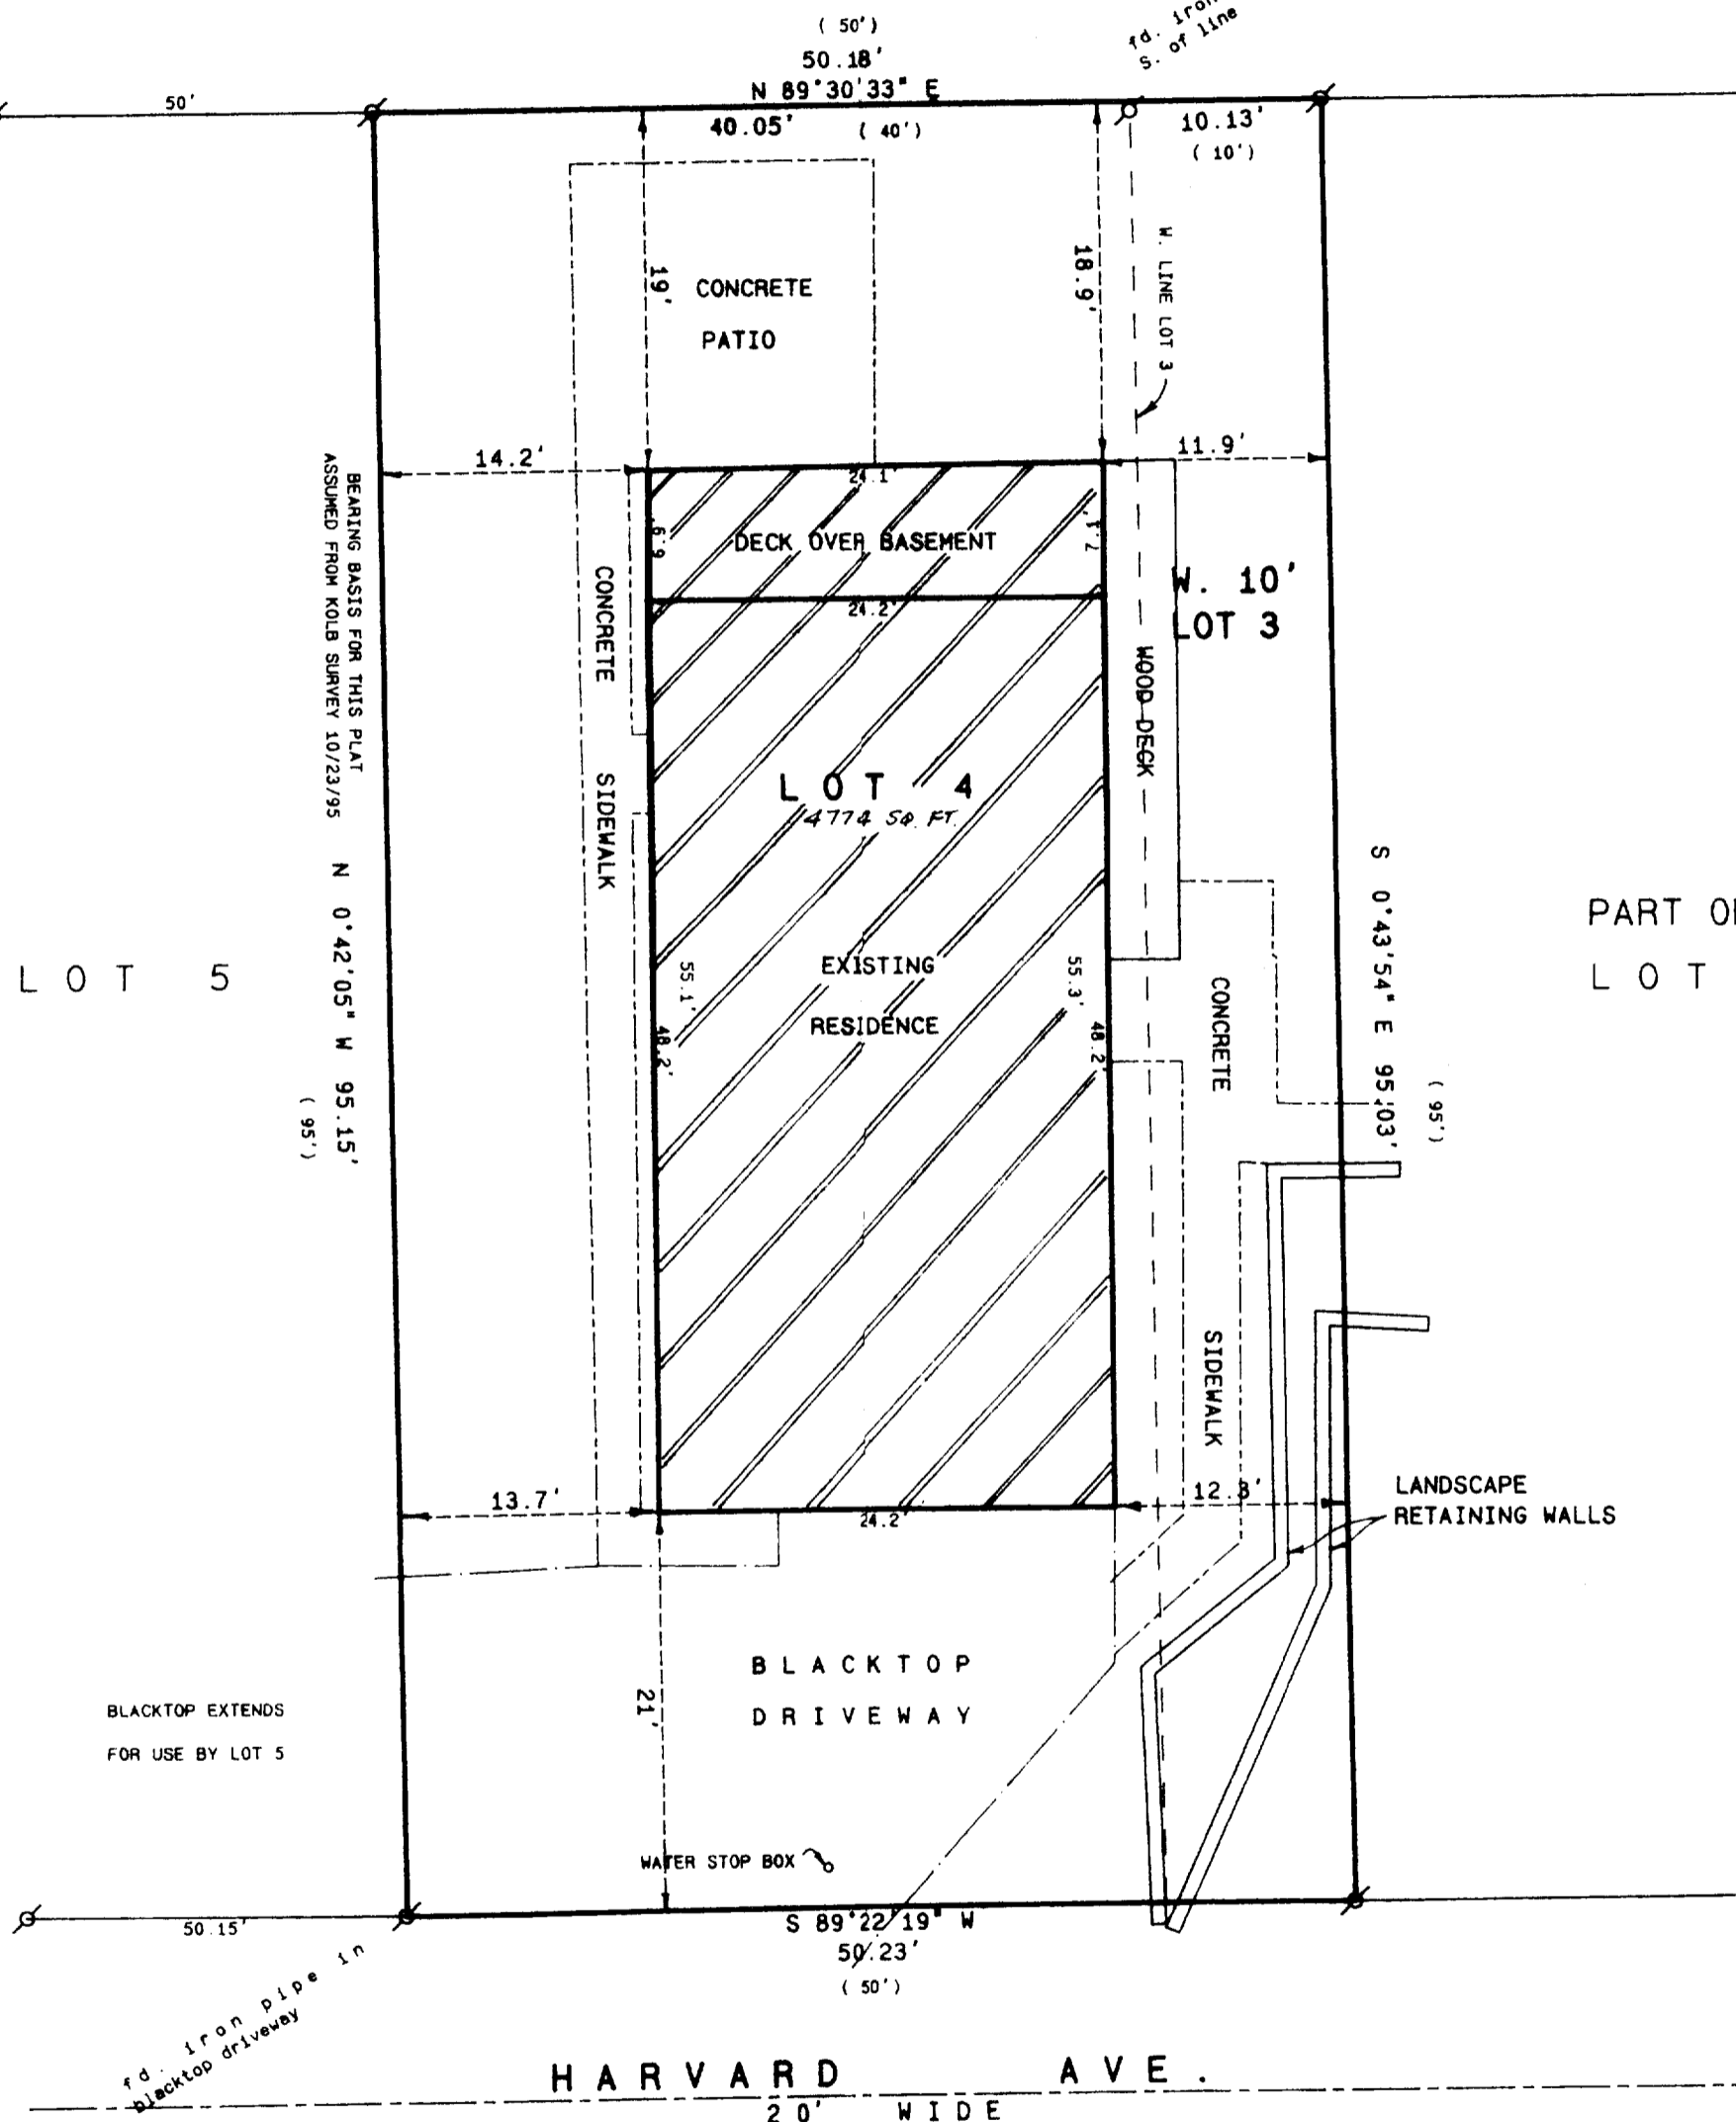 ( 50')
50.18'
N 89°30'33" E
fd. iron
S. of line
50'
40.05'
( 40')
10.13'
( 10')
19'
CONCRETE
PATIO
18.9'
W. LINE LOT 3
14.2'
11.9'
24.1'
6.9'
DECK OVER BASEMENT
7.1'
24.2'
W. 10'
LOT 3
BEARING BASIS FOR THIS PLAT
ASSUMED FROM KOLB SURVEY 10/23/95
CONCRETE
SIDEWALK
WOOD DECK
LOT 4
4774 SQ. FT.
N 0°42'05" W 95.15'
( 95')
S 0°43'54" E 95.03'
( 95')
LOT 5
PART OF
LOT
EXISTING
RESIDENCE
55.1'
48.2'
55.3'
48.2'
CONCRETE
SIDEWALK
13.7'
24.2'
12.3'
LANDSCAPE
RETAINING WALLS
BLACKTOP
DRIVEWAY
21'
BLACKTOP EXTENDS
FOR USE BY LOT 5
WATER STOP BOX
50.15'
S 89°22'19" W
50.23'
( 50')
fd. iron pipe in
blacktop driveway
HARVARD AVE.
20' WIDE